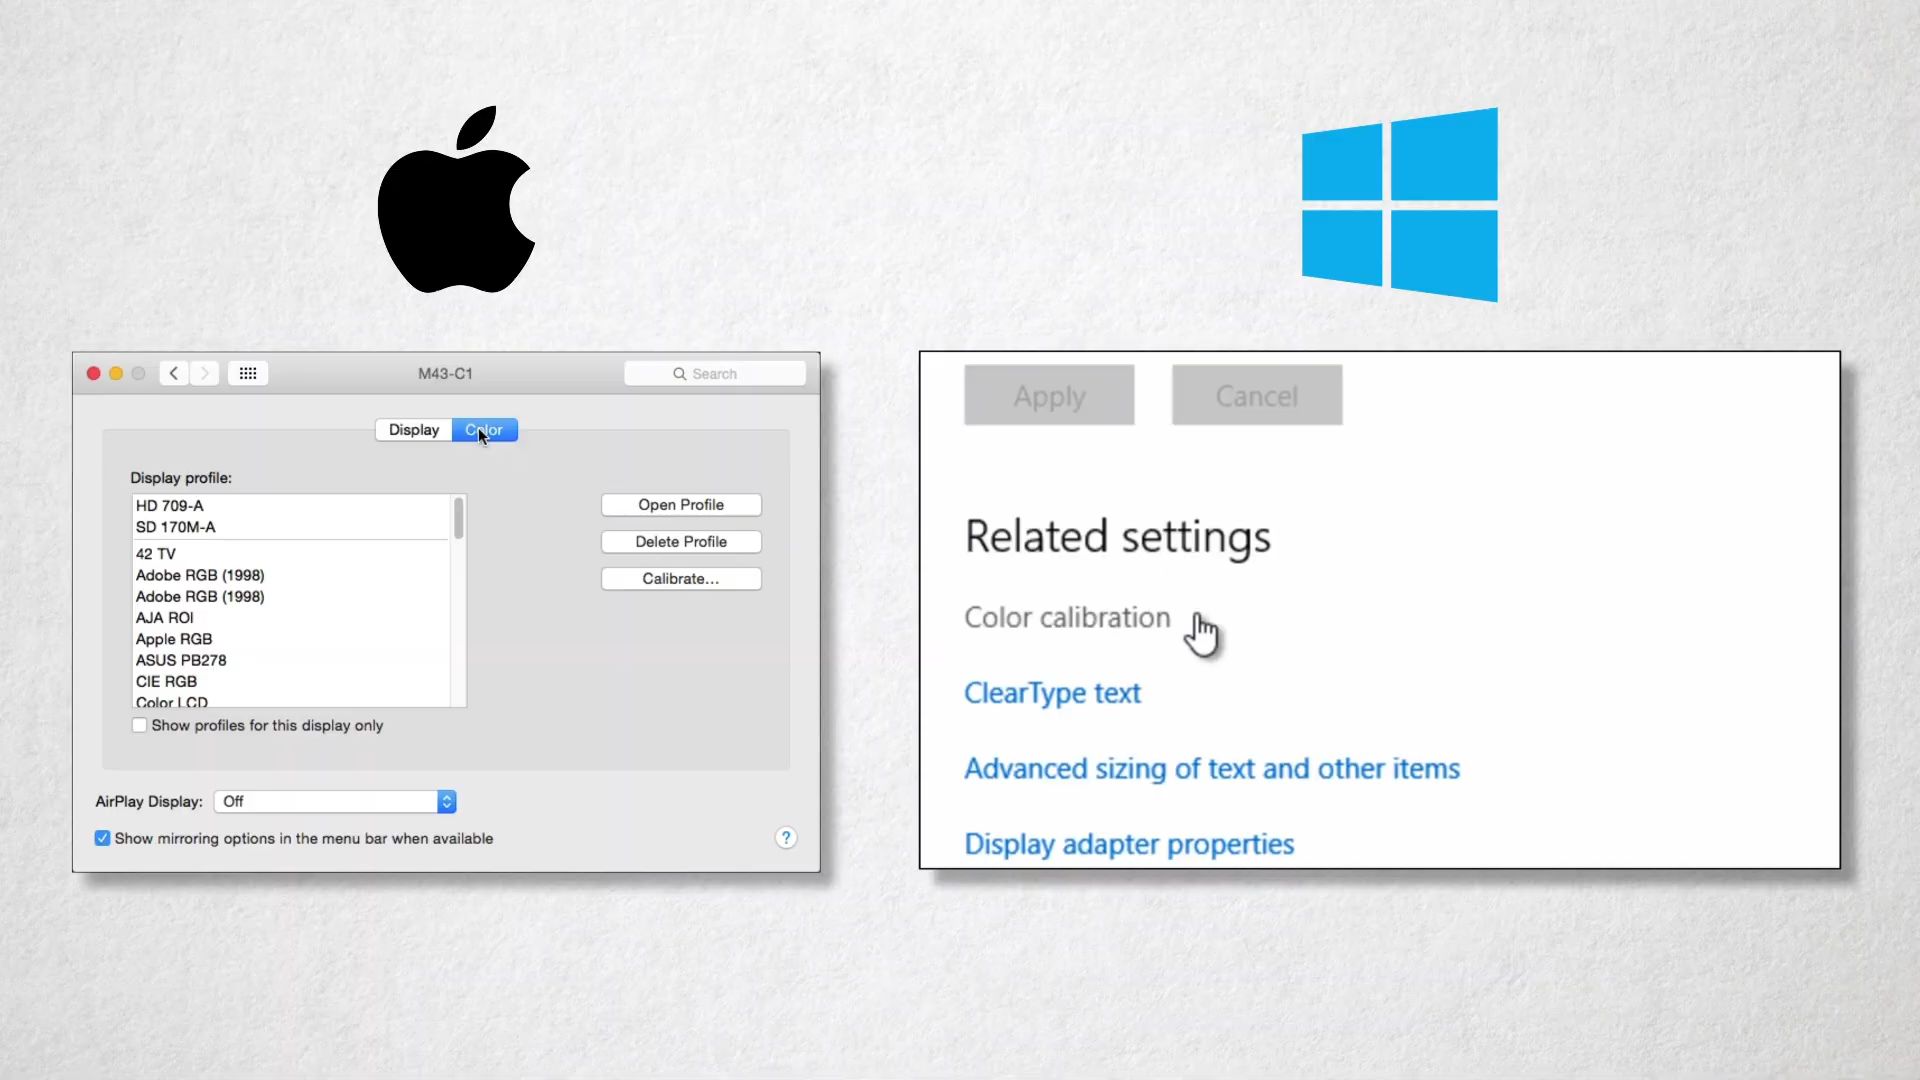 M43-C1
Search
Display
Color
Display profile:
HD 709-A
SD 170M-A
42 TV
Adobe RGB (1998)
Adobe RGB (1998)
AJA ROI
Apple RGB
ASUS PB278
CIE RGB
Color LCD
Open Profile
Delete Profile
Calibrate...
Show profiles for this display only
AirPlay Display: Off
Show mirroring options in the menu bar when available
?
Apply
Cancel
Related settings
Color calibration
ClearType text
Advanced sizing of text and other items
Display adapter properties